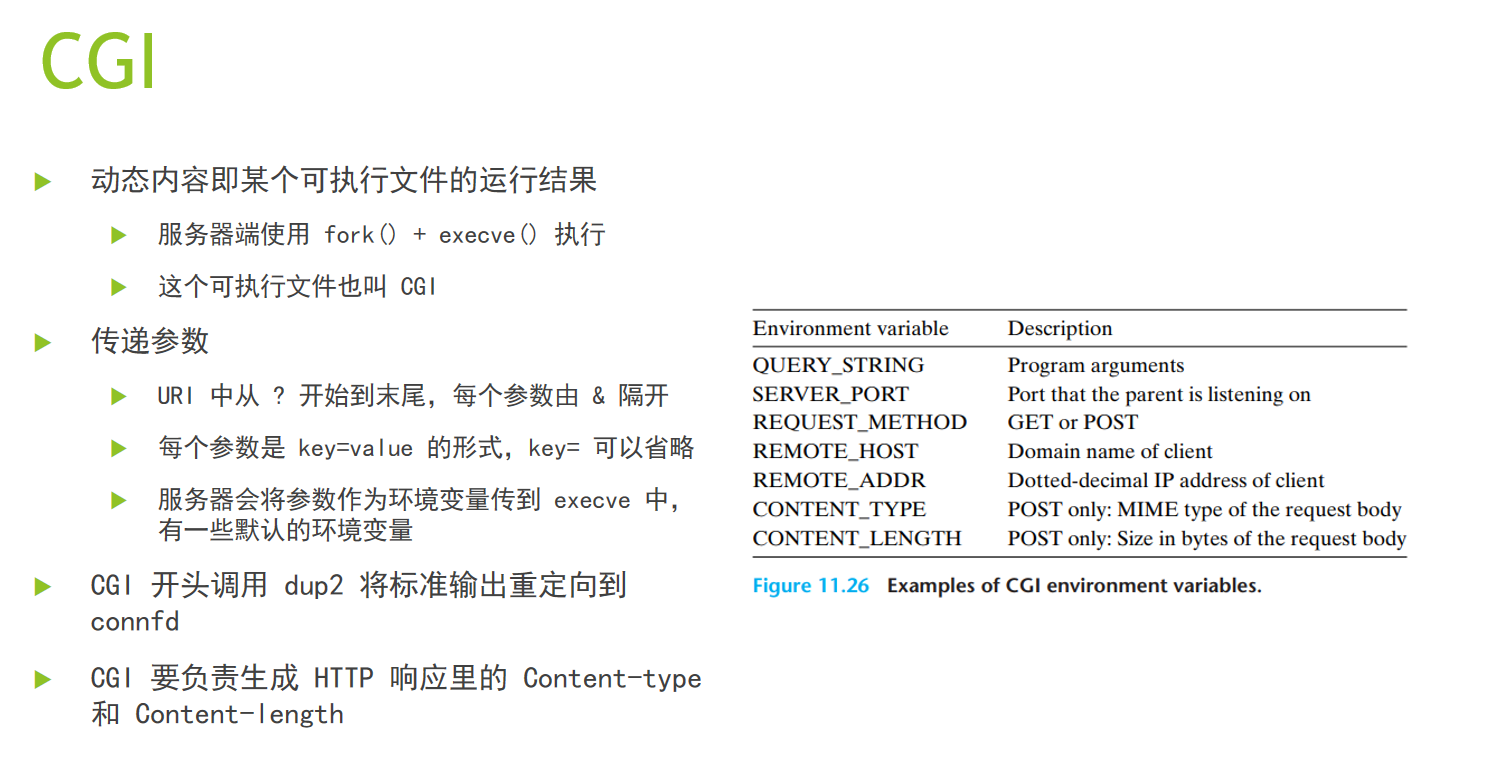 CGI
动态内容即某个可执行文件的运行结果
服务器端使用 fork() + execve() 执行
这个可执行文件也叫 CGI
传递参数
URI 中从 ? 开始到末尾，每个参数由 & 隔开
每个参数是 key=value 的形式，key= 可以省略
服务器会将参数作为环境变量传到 execve 中，
有一些默认的环境变量
CGI 开头调用 dup2 将标准输出重定向到
connfd
CGI 要负责生成 HTTP 响应里的 Content-type
和 Content-length
Environment variable Description
QUERY_STRING Program arguments
SERVER_PORT Port that the parent is listening on
REQUEST_METHOD GET or POST
REMOTE_HOST Domain name of client
REMOTE_ADDR Dotted-decimal IP address of client
CONTENT_TYPE POST only: MIME type of the request body
CONTENT_LENGTH POST only: Size in bytes of the request body
Figure 11.26 Examples of CGI environment variables.